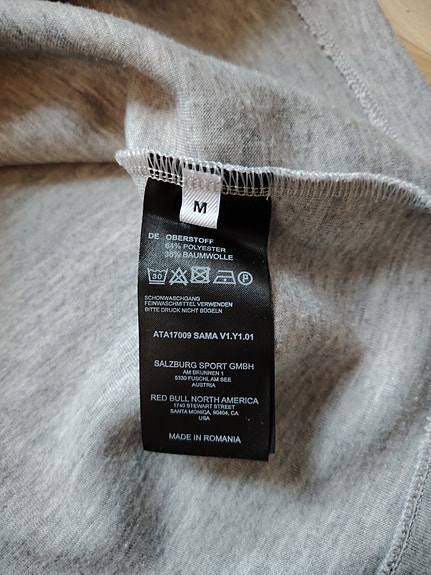 M
DE OBERSTOFF
64% POLYESTER
36% BAUMWOLLE
30 P
SCHONWASCHGANG
FEINWASCHMITTEL VERWENDEN
BITTE DRUCK NICHT BÜGELN
ATA17009 SAMA V1.Y1.01
SALZBURG SPORT GMBH
AM BRUNNEN 1
5330 FUSCHL AM SEE
AUSTRIA
RED BULL NORTH AMERICA
1740 STEWART STREET
SANTA MONICA, 90404, CA
USA
MADE IN ROMANIA